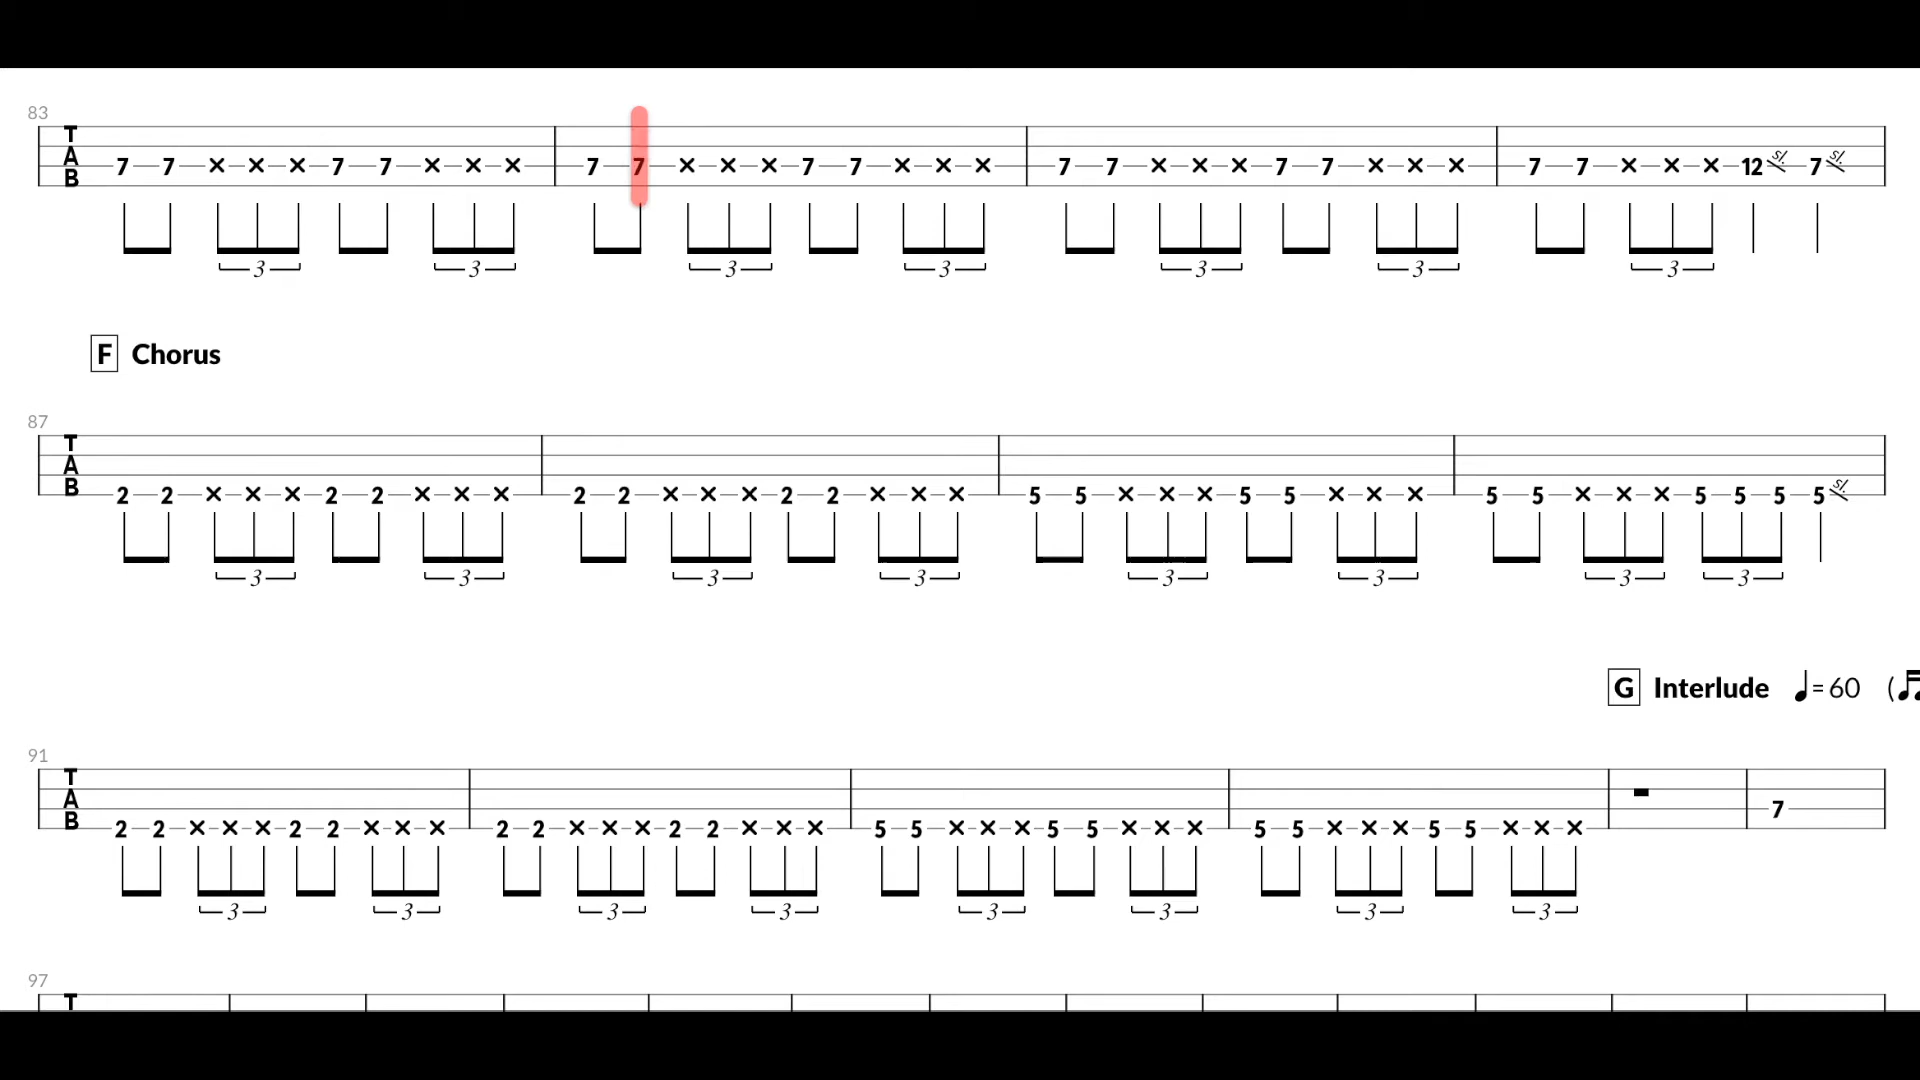 83
T A B 7 7 × × × 7 7 × × × 7 7 × × × 7 7 × × × 7 7 × × × 7 7 × × × 7 7 × × × 12 sl. 7 sl.
3 3 3 3 3 3 3
F Chorus
87
T A B 2 2 × × × 2 2 × × × 2 2 × × × 2 2 × × × 5 5 × × × 5 5 × × × 5 5 × × × 5 5 5 5 sl.
3 3 3 3 3 3 3 3
G Interlude ♩=60 (
91
T A B 2 2 × × × 2 2 × × × 2 2 × × × 2 2 × × × 5 5 × × × 5 5 × × × 5 5 × × × 5 5 × × × 7
3 3 3 3 3 3 3 3
97
T